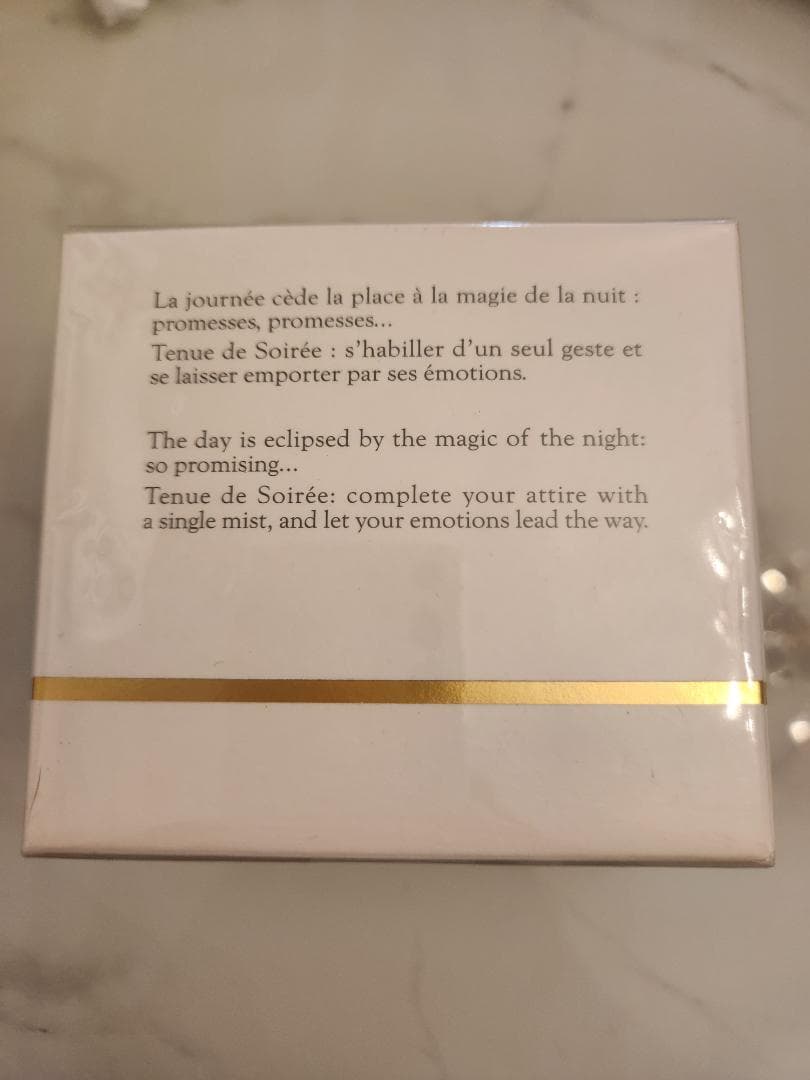 La journée cède la place à la magie de la nuit :
promesses, promesses...
Tenue de Soirée : s'habiller d'un seul geste et
se laisser emporter par ses émotions.
The day is eclipsed by the magic of the night:
so promising...
Tenue de Soirée: complete your attire with
a single mist, and let your emotions lead the way.